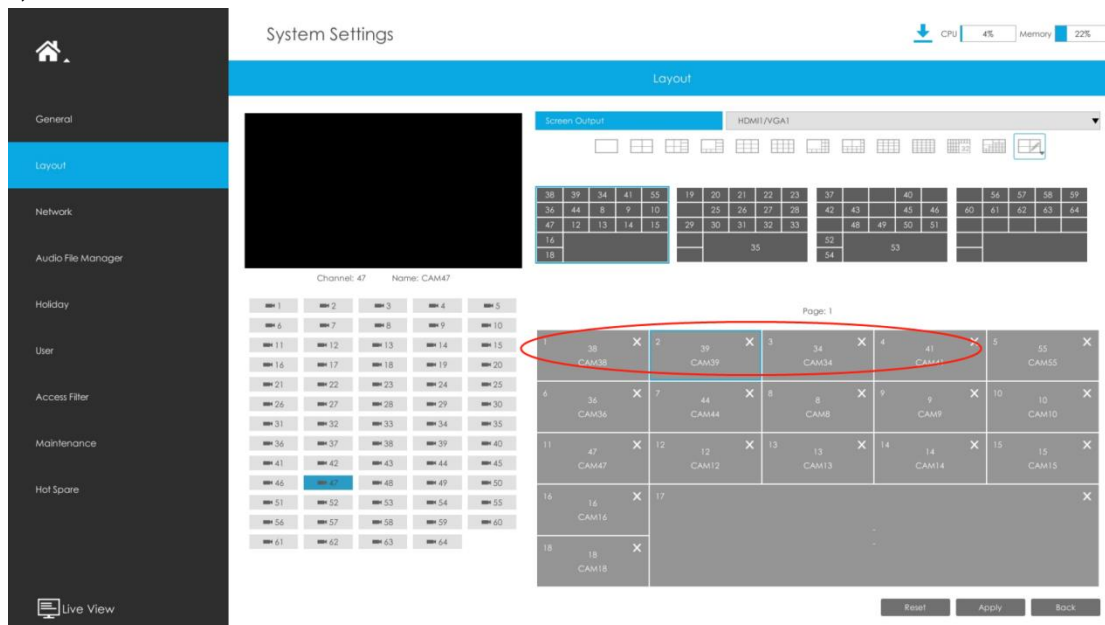 System Settings
CPU 4% Memory 22%
Layout
General
Layout
Network
Audio File Manager
Holiday
User
Access Filter
Maintenance
Hot Spare
Live View
Channel: 47 Name: CAM47
1 2 3 4 5
6 7 8 9 10
11 12 13 14 15
16 17 18 19 20
21 22 23 24 25
26 27 28 29 30
31 32 33 34 35
36 37 38 39 40
41 42 43 44 45
46 47 48 49 50
51 52 53 54 55
56 57 58 59 60
61 62 63 64
Screen Output HDMI1/VGA1
38 39 34 41 55
36 44 8 9 10
47 12 13 14 15
16
18
19 20 21 22 23
25 26 27 28
29 30 31 32 33
35
37 40
42 43 45 46
48 49 50 51
52
53
54
56 57 58 59
60 61 62 63 64
Page: 1
1 38 X 2 39 X 3 34 X 4 41 X 5 55 X
CAM38 CAM39 CAM34 CAM41 CAM55
6 36 X 7 44 X 8 8 X 9 9 X 10 10 X
CAM36 CAM44 CAM8 CAM9 CAM10
11 47 X 12 12 X 13 13 X 14 14 X 15 15 X
CAM47 CAM12 CAM13 CAM14 CAM15
16 16 X 17 X
CAM16
-
-
18 18 X
CAM18
Reset Apply Back